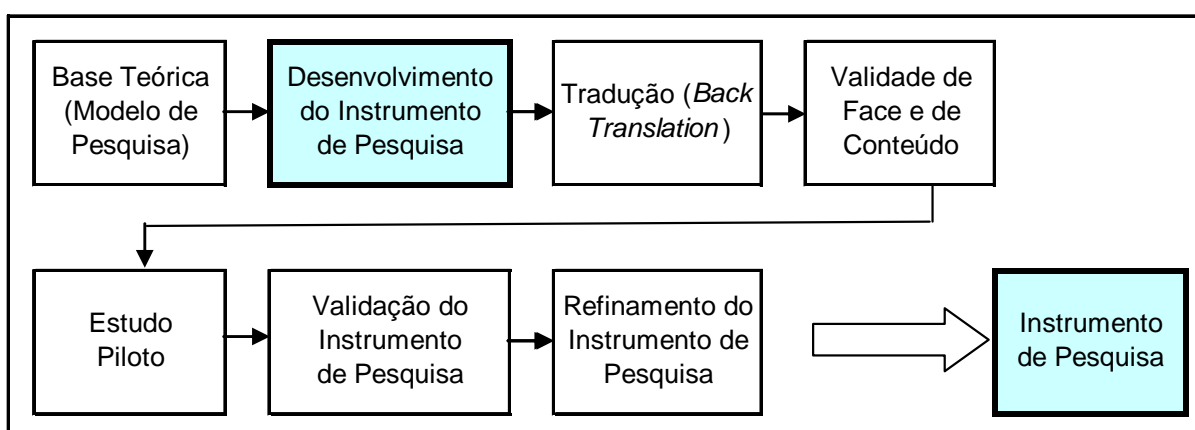 Base Teórica
(Modelo de
Pesquisa)
Desenvolvimento
do Instrumento
de Pesquisa
Tradução (Back
Translation)
Validade de
Face e de
Conteúdo
Estudo
Piloto
Validação do
Instrumento
de Pesquisa
Refinamento do
Instrumento de
Pesquisa
Instrumento
de Pesquisa